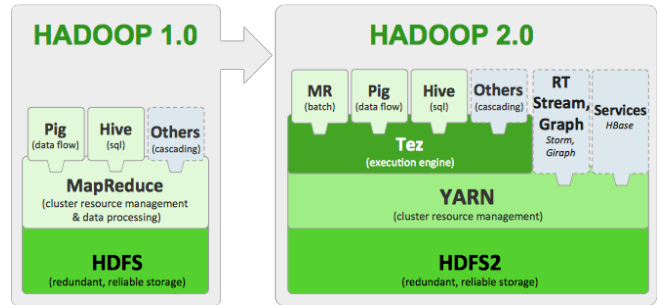 HADOOP 1.0
Pig
(data flow)
Hive
(sql)
Others
(cascading)
MapReduce
(cluster resource management
& data processing)
HDFS
(redundant, reliable storage)
HADOOP 2.0
MR
(batch)
Pig
(data flow)
Hive
(sql)
Others
(cascading)
RT
Stream,
Graph
Storm,
Giraph
Services
HBase
Tez
(execution engine)
YARN
(cluster resource management)
HDFS2
(redundant, reliable storage)